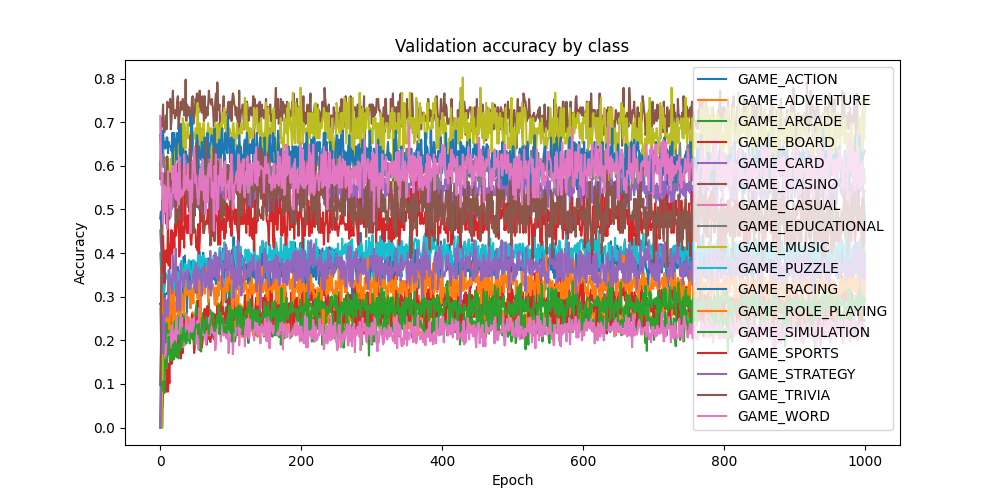 Validation accuracy by class
Accuracy
0.8
0.7
0.6
0.5
0.4
0.3
0.2
0.1
0.0
0
200
400
600
800
1000
Epoch
GAME_ACTION
GAME_ADVENTURE
GAME_ARCADE
GAME_BOARD
GAME_CARD
GAME_CASINO
GAME_CASUAL
GAME_EDUCATIONAL
GAME_MUSIC
GAME_PUZZLE
GAME_RACING
GAME_ROLE_PLAYING
GAME_SIMULATION
GAME_SPORTS
GAME_STRATEGY
GAME_TRIVIA
GAME_WORD